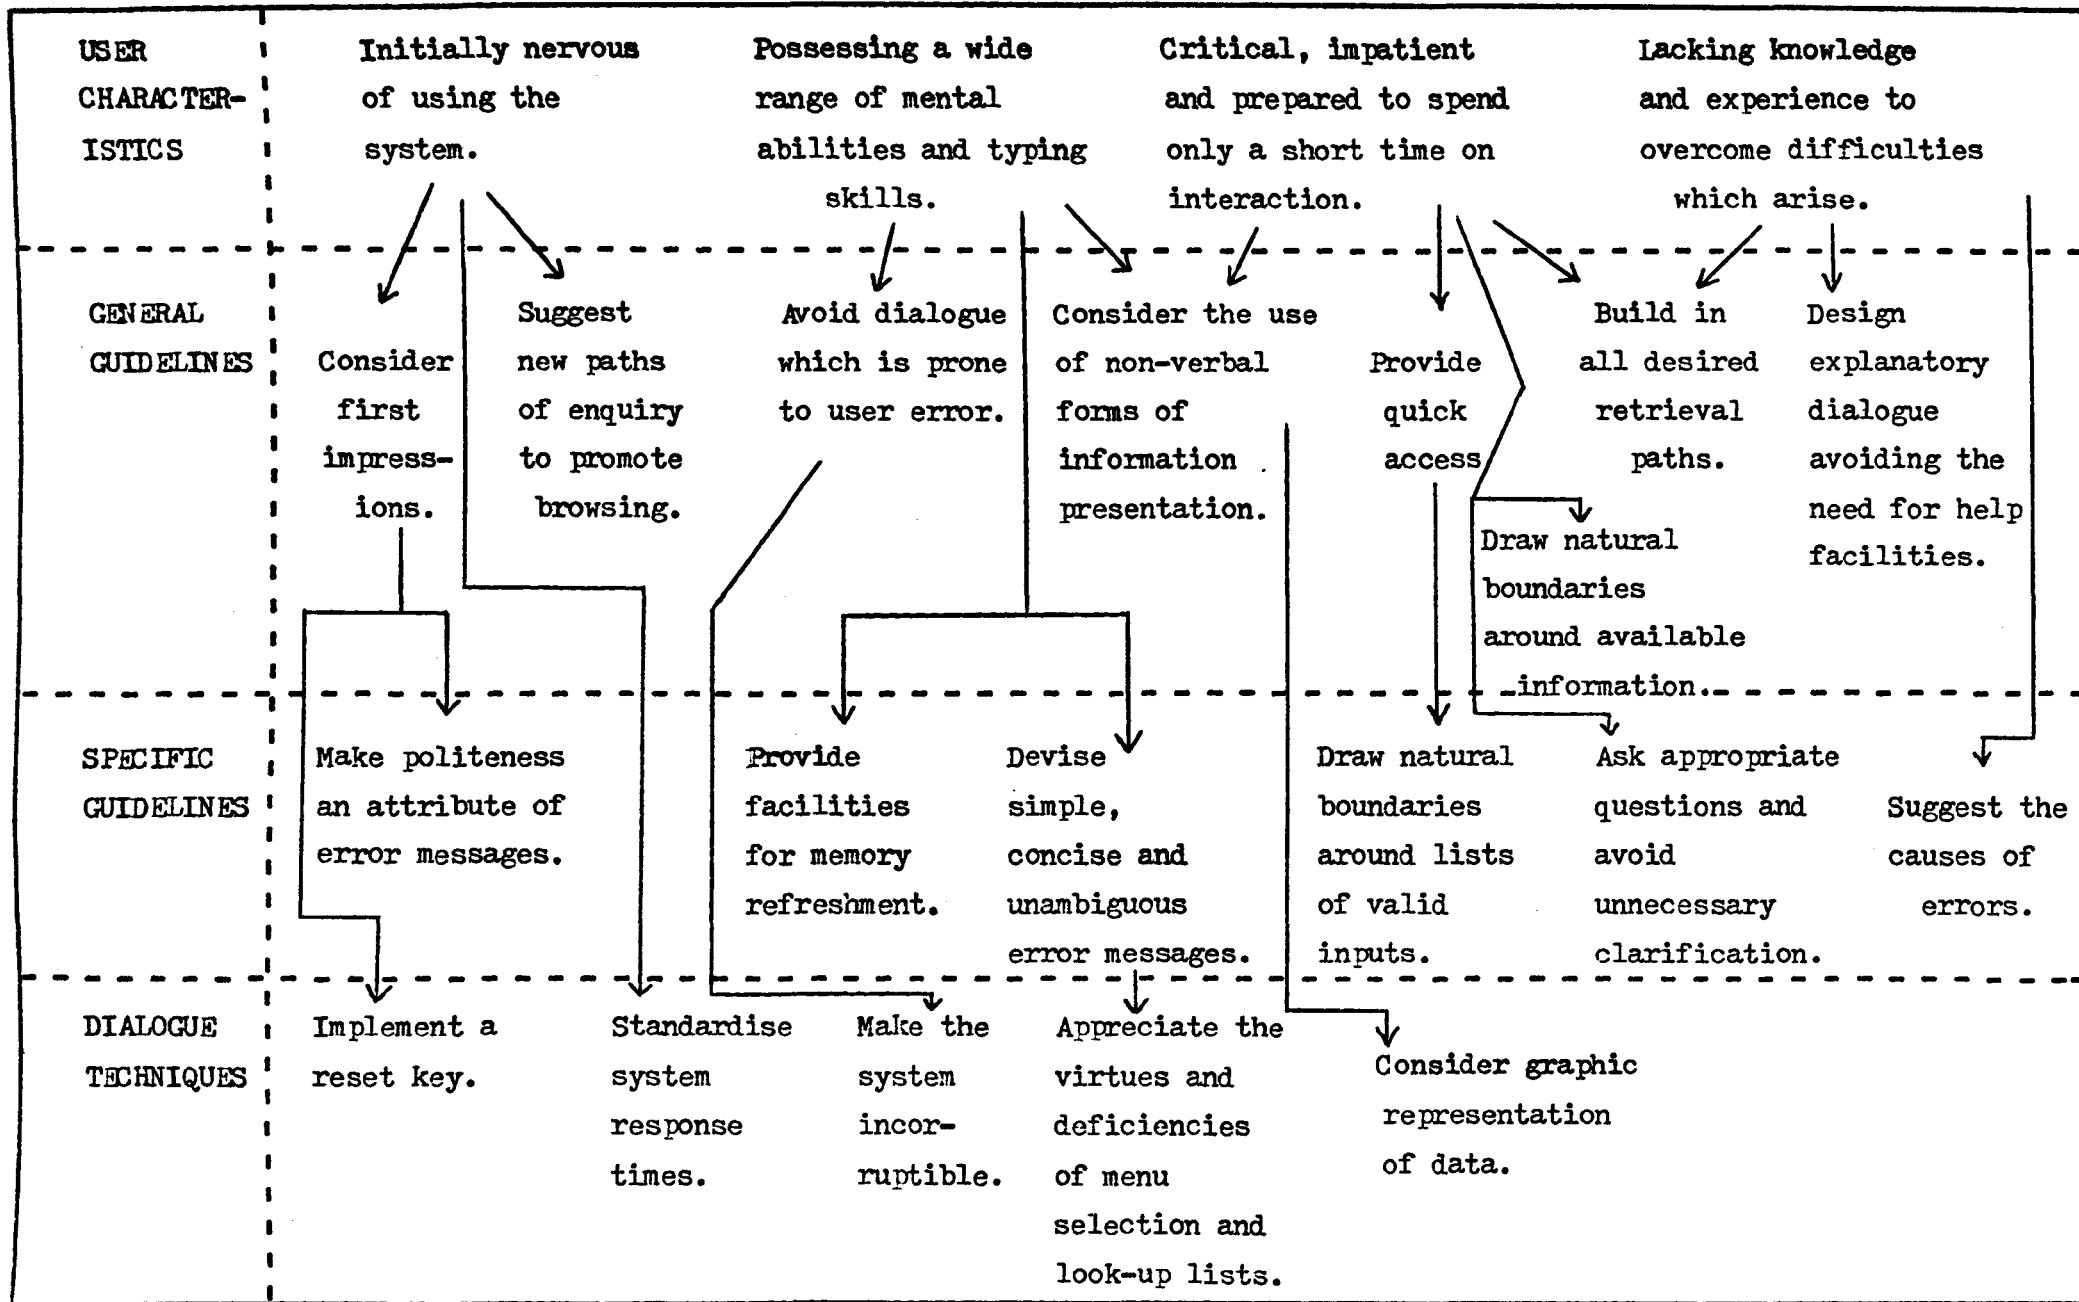 USER
CHARACTER-
ISTICS
Initially nervous
of using the
system.
Possessing a wide
range of mental
abilities and typing
skills.
Critical, impatient
and prepared to spend
only a short time on
interaction.
Lacking knowledge
and experience to
overcome difficulties
which arise.
GENERAL
GUIDELINES
Consider
first
impress-
ions.
Suggest
new paths
of enquiry
to promote
browsing.
Avoid dialogue
which is prone
to user error.
Consider the use
of non-verbal
forms of
information
presentation.
Provide
quick
access
Build in
all desired
retrieval
paths.
Design
explanatory
dialogue
avoiding the
need for help
facilities.
Draw natural
boundaries
around available
information.
SPECIFIC
GUIDELINES
Make politeness
an attribute of
error messages.
Provide
facilities
for memory
refreshment.
Devise
simple,
concise and
unambiguous
error messages.
Draw natural
boundaries
around lists
of valid
inputs.
Ask appropriate
questions and
avoid
unnecessary
clarification.
Suggest the
causes of
errors.
DIALOGUE
TECHNIQUES
Implement a
reset key.
Standardise
system
response
times.
Make the
system
incor-
ruptible.
Appreciate the
virtues and
deficiencies
of menu
selection and
look-up lists.
Consider graphic
representation
of data.